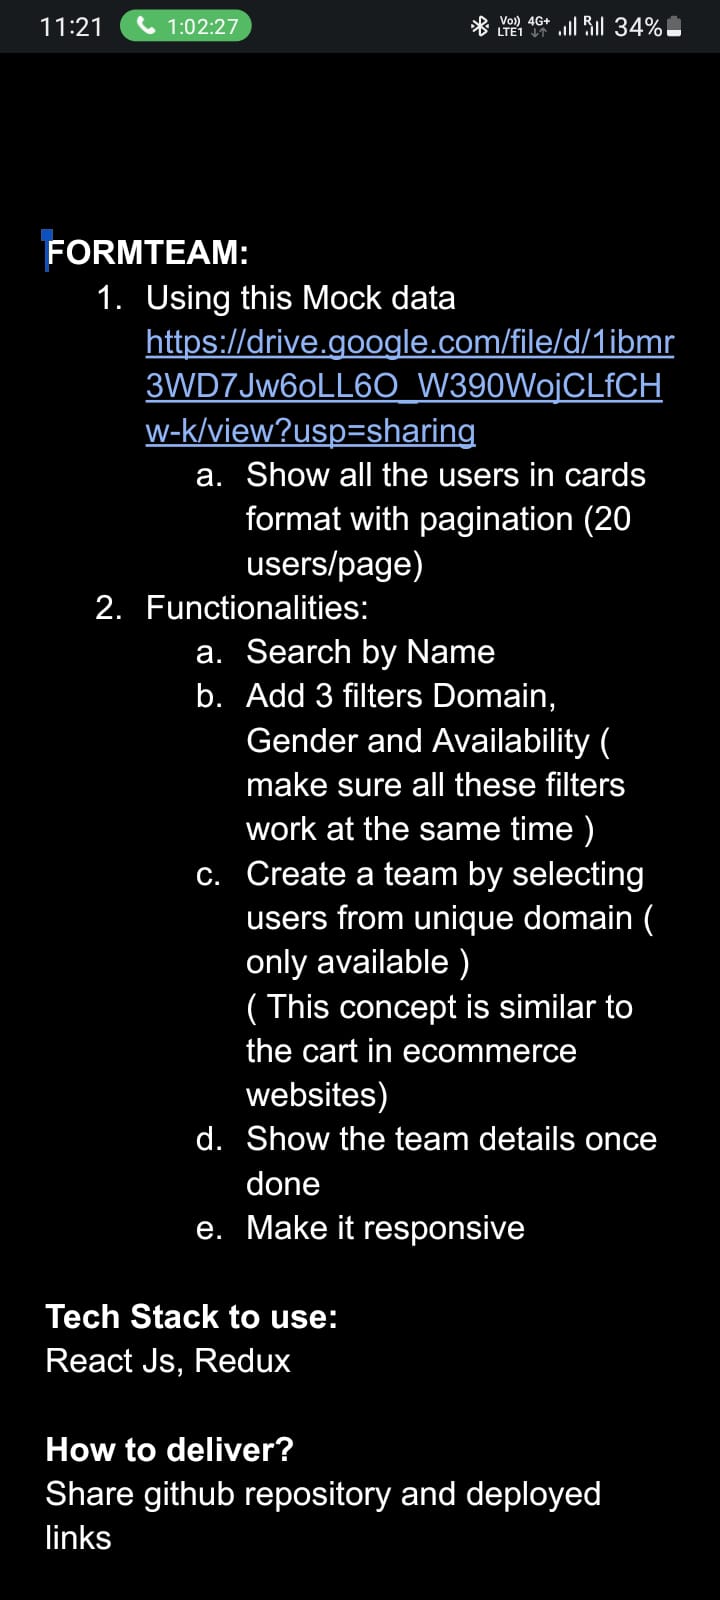 11:21 1:02:27 Vo)) 4G+ LTE1 R 34%
FORMTEAM:
1. Using this Mock data
https://drive.google.com/file/d/1ibmr
3WD7Jw6oLL6O_W390WojCLfCH
w-k/view?usp=sharing
a. Show all the users in cards
format with pagination (20
users/page)
2. Functionalities:
a. Search by Name
b. Add 3 filters Domain,
Gender and Availability (
make sure all these filters
work at the same time )
c. Create a team by selecting
users from unique domain (
only available )
( This concept is similar to
the cart in ecommerce
websites)
d. Show the team details once
done
e. Make it responsive
Tech Stack to use:
React Js, Redux
How to deliver?
Share github repository and deployed
links